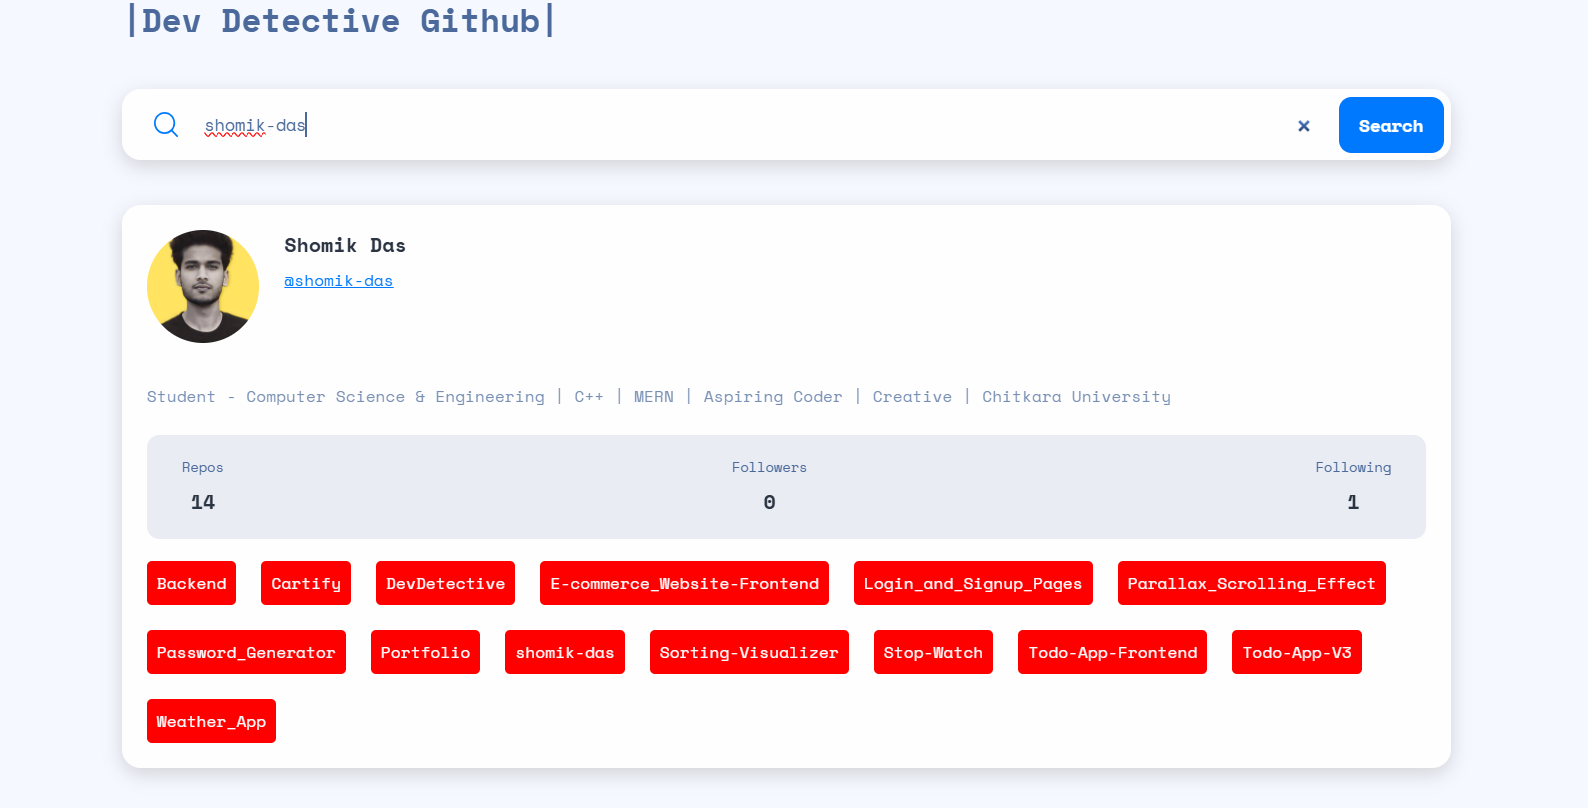 |Dev Detective Github|
shomik-das × Search
Shomik Das
@shomik-das
Student - Computer Science & Engineering | C++ | MERN | Aspiring Coder | Creative | Chitkara University
Repos Followers Following
14 0 1
Backend Cartify DevDetective E-commerce_Website-Frontend Login_and_Signup_Pages Parallax_Scrolling_Effect
Password_Generator Portfolio shomik-das Sorting-Visualizer Stop-Watch Todo-App-Frontend Todo-App-V3
Weather_App